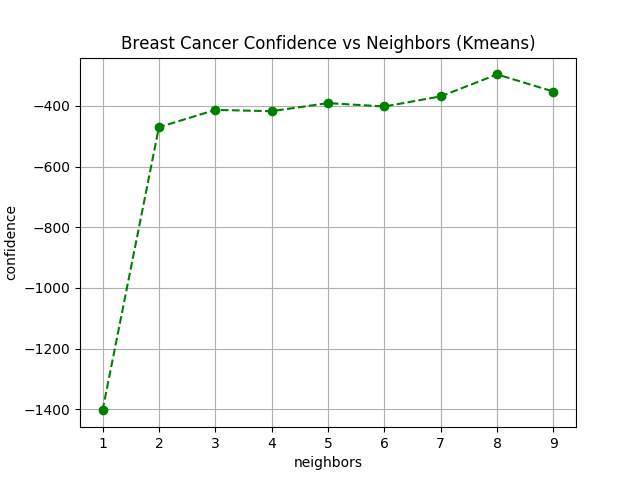 Breast Cancer Confidence vs Neighbors (Kmeans)
−400
−600
−800
−1000
−1200
−1400
confidence
1 2 3 4 5 6 7 8 9
neighbors